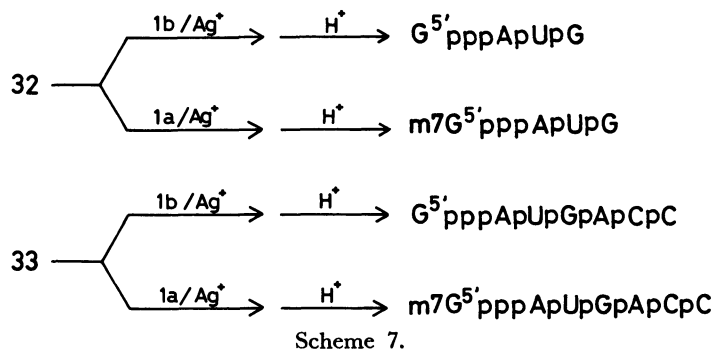 1b/Ag⁺ H⁺ G⁵'pppApUpG
32
1a/Ag⁺ H⁺ m7G⁵'pppApUpG
1b/Ag⁺ H⁺ G⁵'pppApUpGpApCpC
33
1a/Ag⁺ H⁺ m7G⁵'pppApUpGpApCpC
Scheme 7.